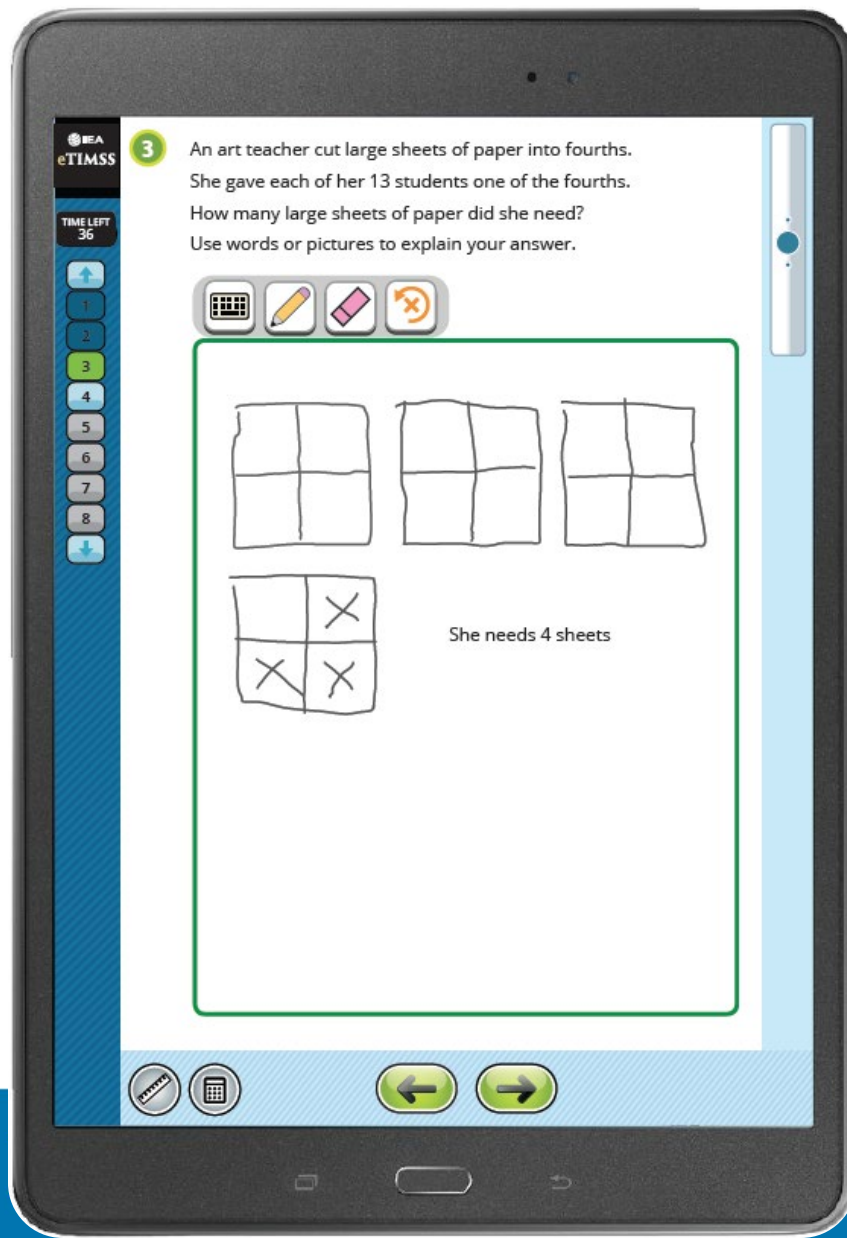 IEA
eTIMSS
3
An art teacher cut large sheets of paper into fourths.
She gave each of her 13 students one of the fourths.
How many large sheets of paper did she need?
Use words or pictures to explain your answer.
TIME LEFT
36
1
2
3
4
5
6
7
8
She needs 4 sheets